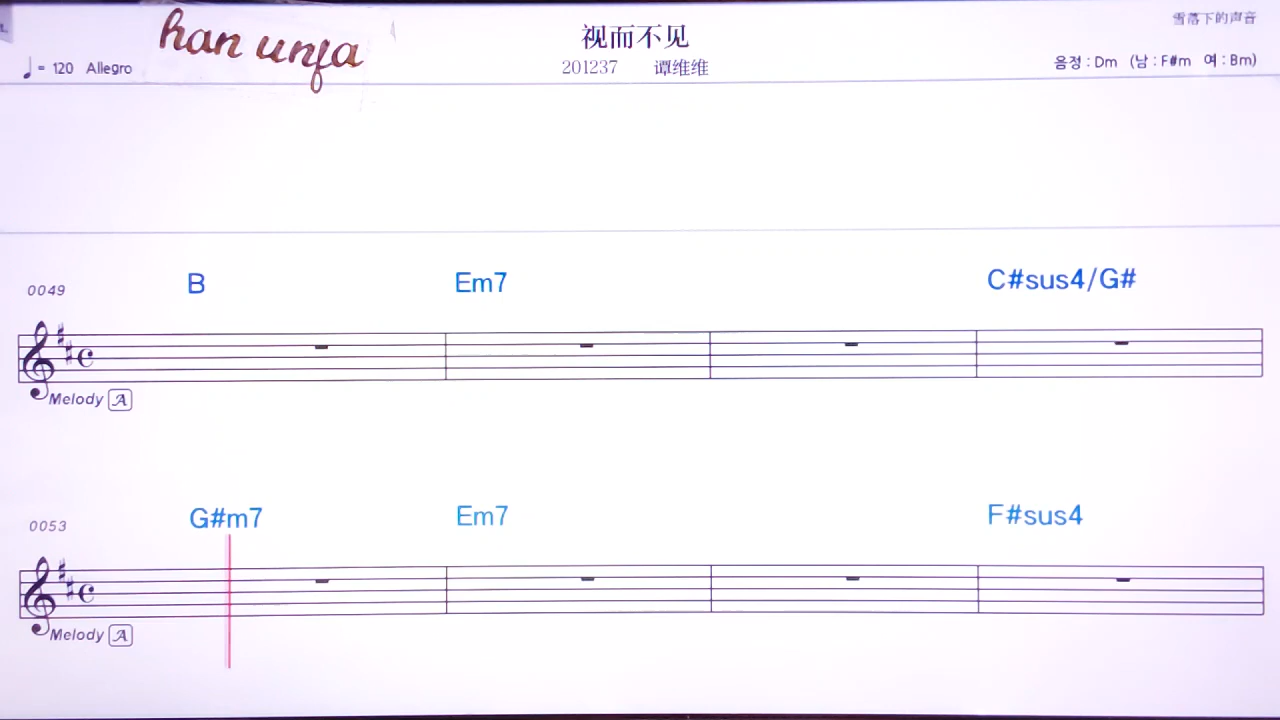 han unfa
视而不见
雪落下的声音
♩= 120 Allegro
201237 谭维维
음정 : Dm (남 : F#m 여 : Bm)
0049 B Em7 C#sus4/G#
Melody A
0053 G#m7 Em7 F#sus4
Melody A